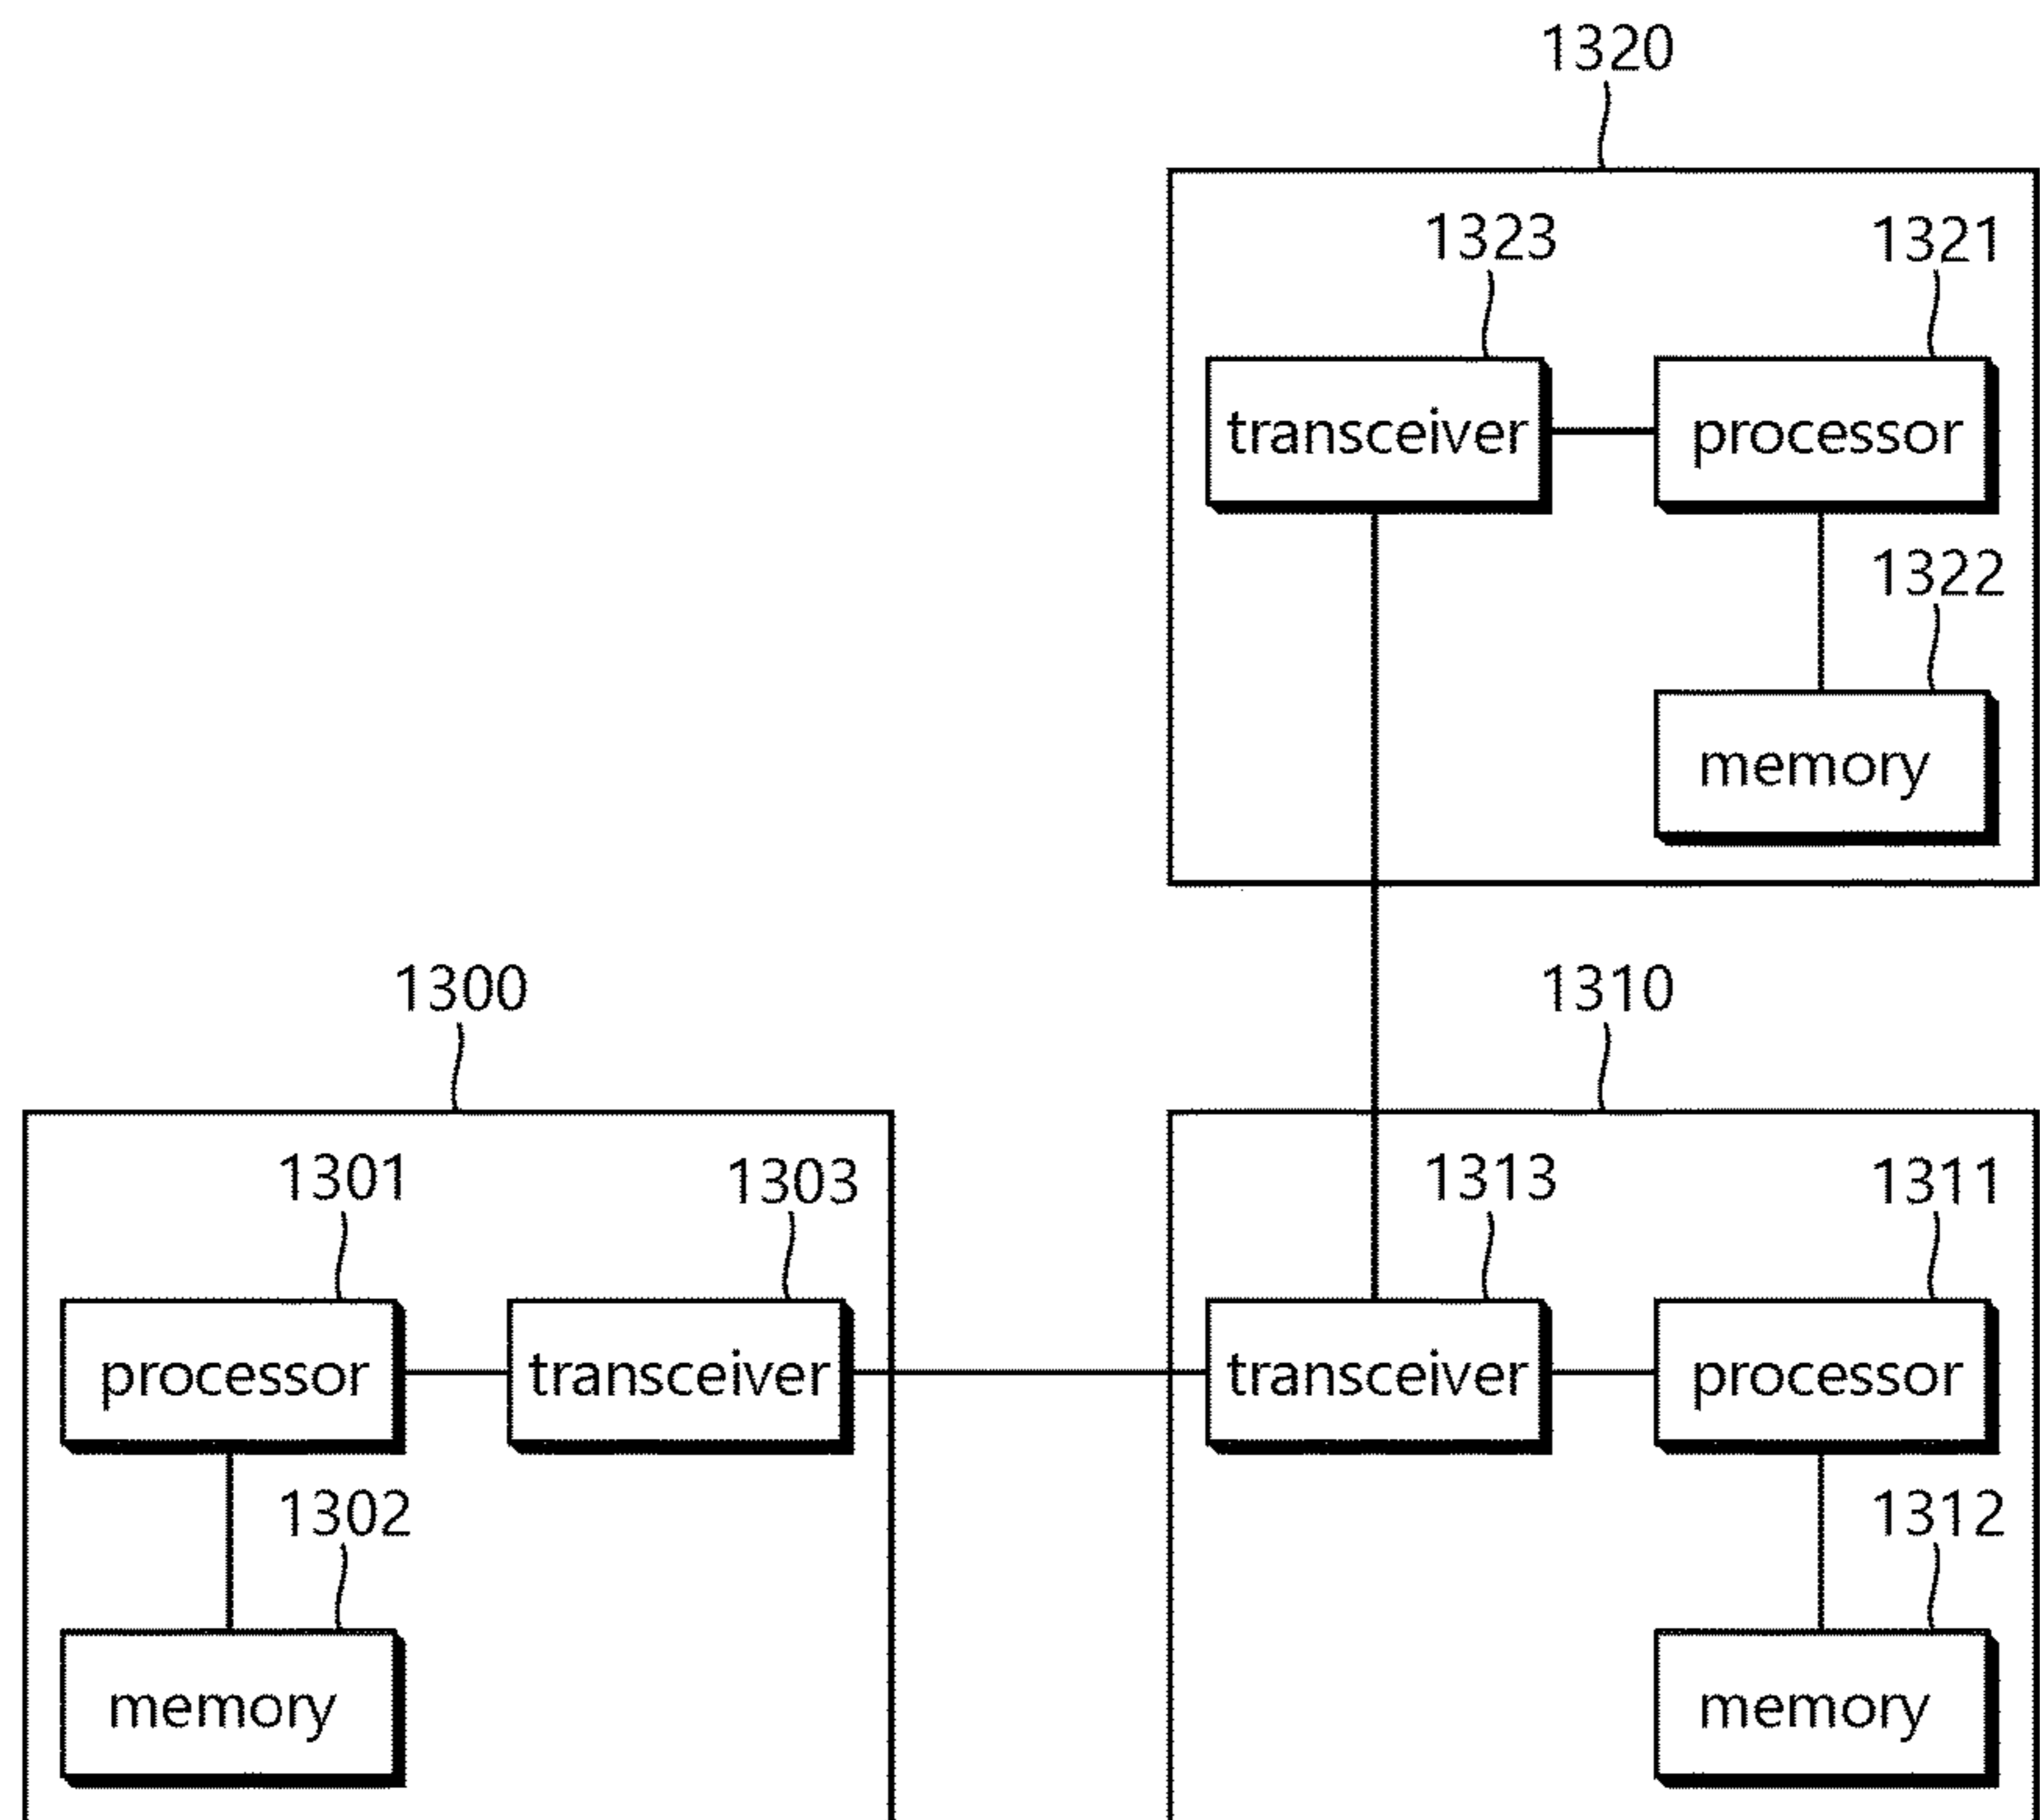 1320
1323 1321
transceiver processor
1322
memory
1300 1310
1301 1303 1313 1311
processor transceiver transceiver processor
1302 1312
memory memory